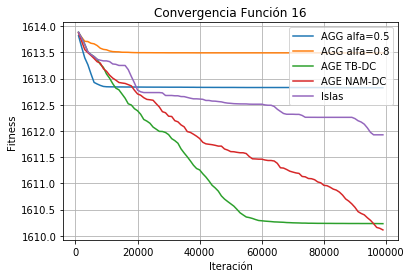 Convergencia Función 16
1614.0
1613.5
1613.0
1612.5
1612.0
1611.5
1611.0
1610.5
1610.0
Fitness
AGG alfa=0.5
AGG alfa=0.8
AGE TB-DC
AGE NAM-DC
Islas
0
20000
40000
60000
80000
100000
Iteración